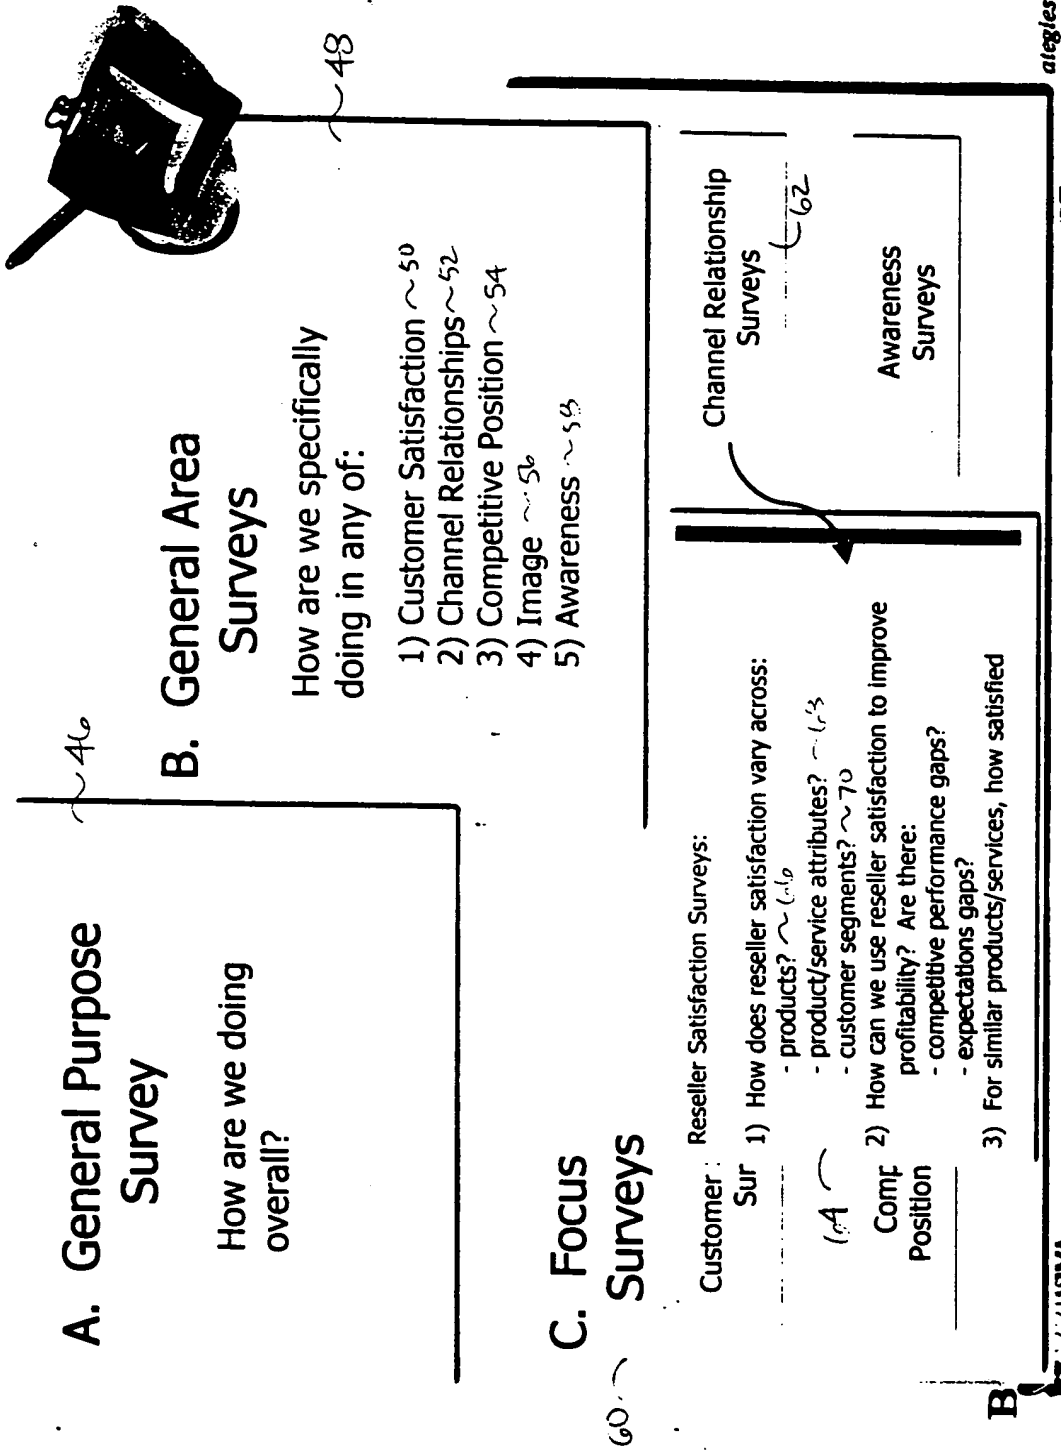 A. General Purpose
Survey
~46
How are we doing
overall?
B. General Area
Surveys
~48
How are we specifically
doing in any of:
1) Customer Satisfaction ~50
2) Channel Relationships ~52
3) Competitive Position ~54
4) Image ~56
5) Awareness ~58
60
C. Focus
Surveys
Customer
Sur
64
Comp
Position
Reseller Satisfaction Surveys:
1) How does reseller satisfaction vary across:
- products? ~66
- product/service attributes? ~68
- customer segments? ~70
2) How can we use reseller satisfaction to improve
profitability? Are there:
- competitive performance gaps?
- expectations gaps?
3) For similar products/services, how satisfied
Channel Relationship
Surveys
62
Awareness
Surveys
B
ategies